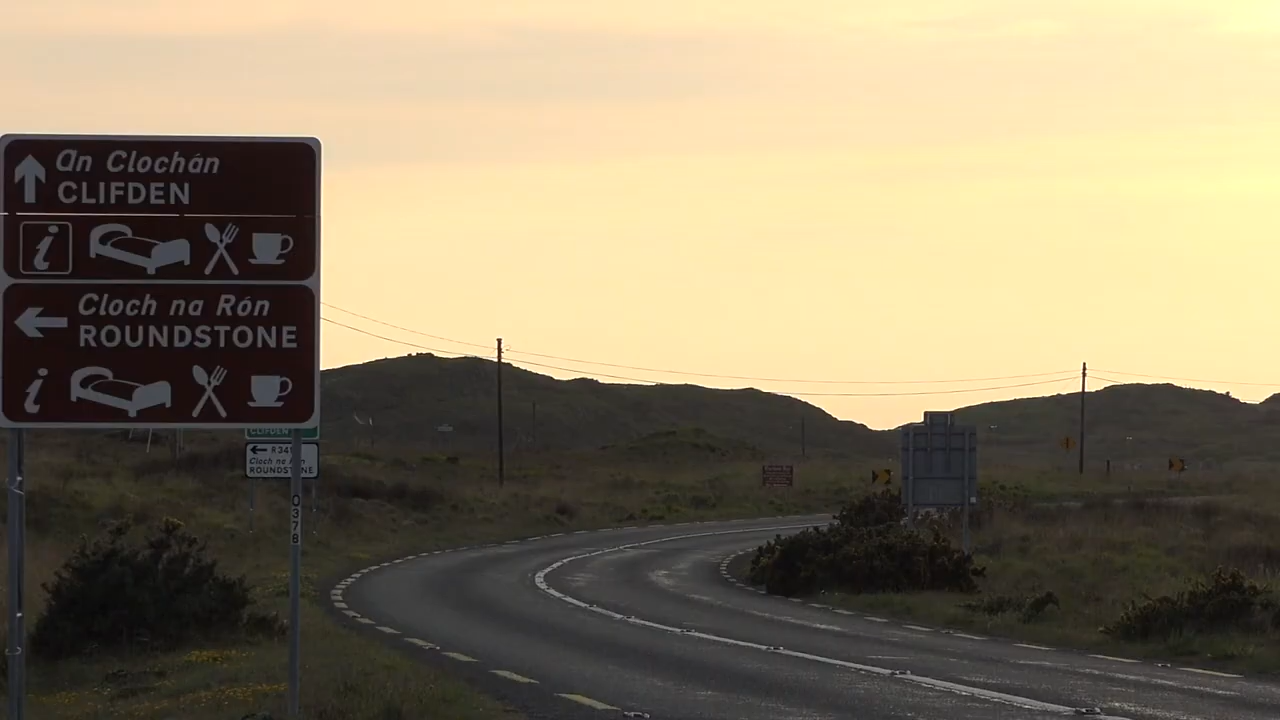 An Clochán
CLIFDEN
i
Cloch na Rón
ROUNDSTONE
i
CLIFDEN
R341
Cloch na Rón
ROUNDSTONE
0378